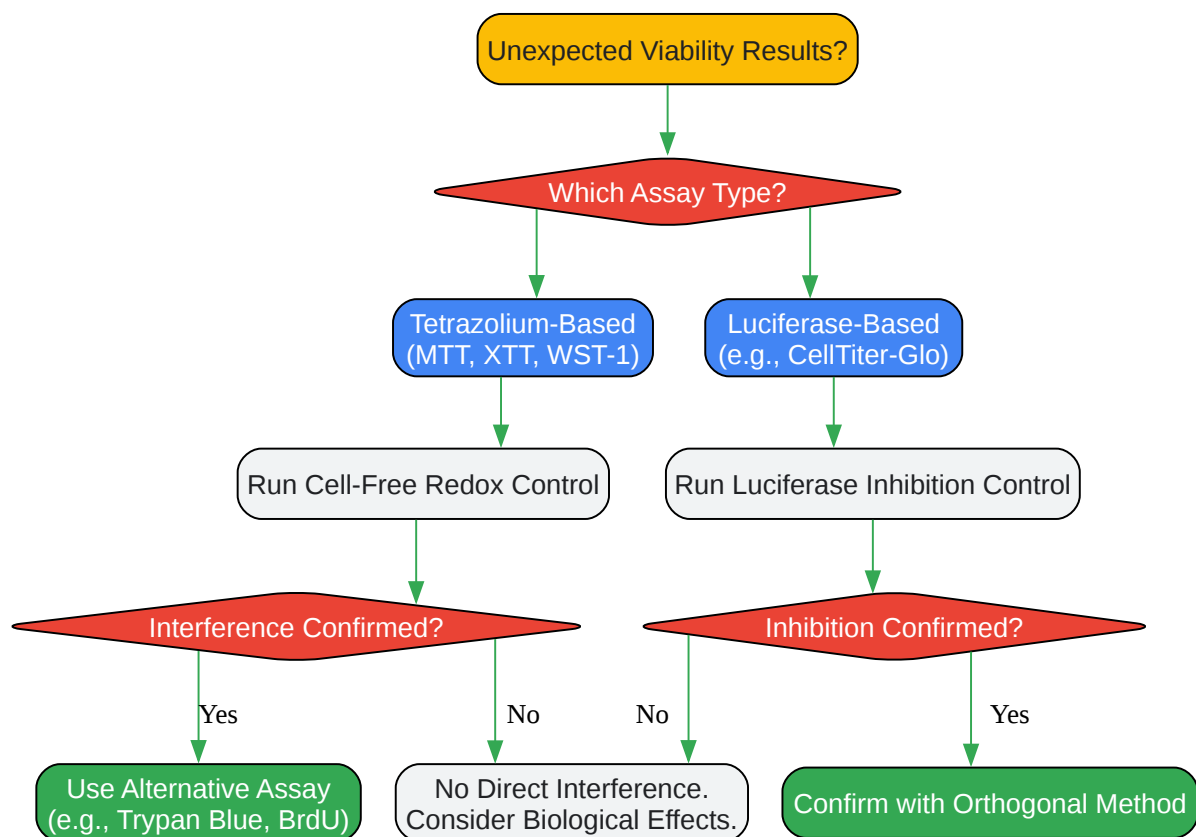 Unexpected Viability Results?
Which Assay Type?
Tetrazolium-Based
(MTT, XTT, WST-1)
Luciferase-Based
(e.g., CellTiter-Glo)
Run Cell-Free Redox Control
Run Luciferase Inhibition Control
Interference Confirmed?
Inhibition Confirmed?
Yes
No
No
Yes
Use Alternative Assay
(e.g., Trypan Blue, BrdU)
No Direct Interference.
Consider Biological Effects.
Confirm with Orthogonal Method